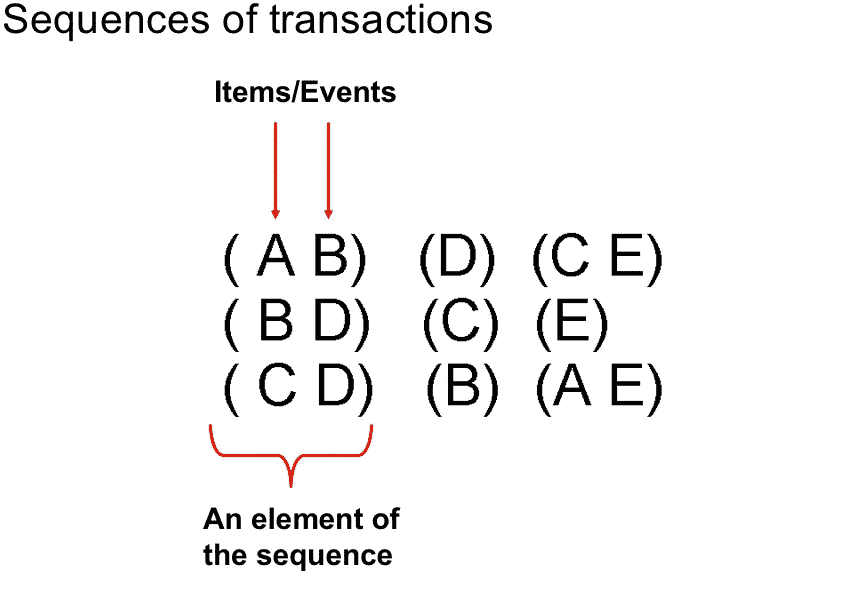 Sequences of transactions
Items/Events
( A B) (D) (C E)
( B D) (C) (E)
( C D) (B) (A E)
An element of
the sequence